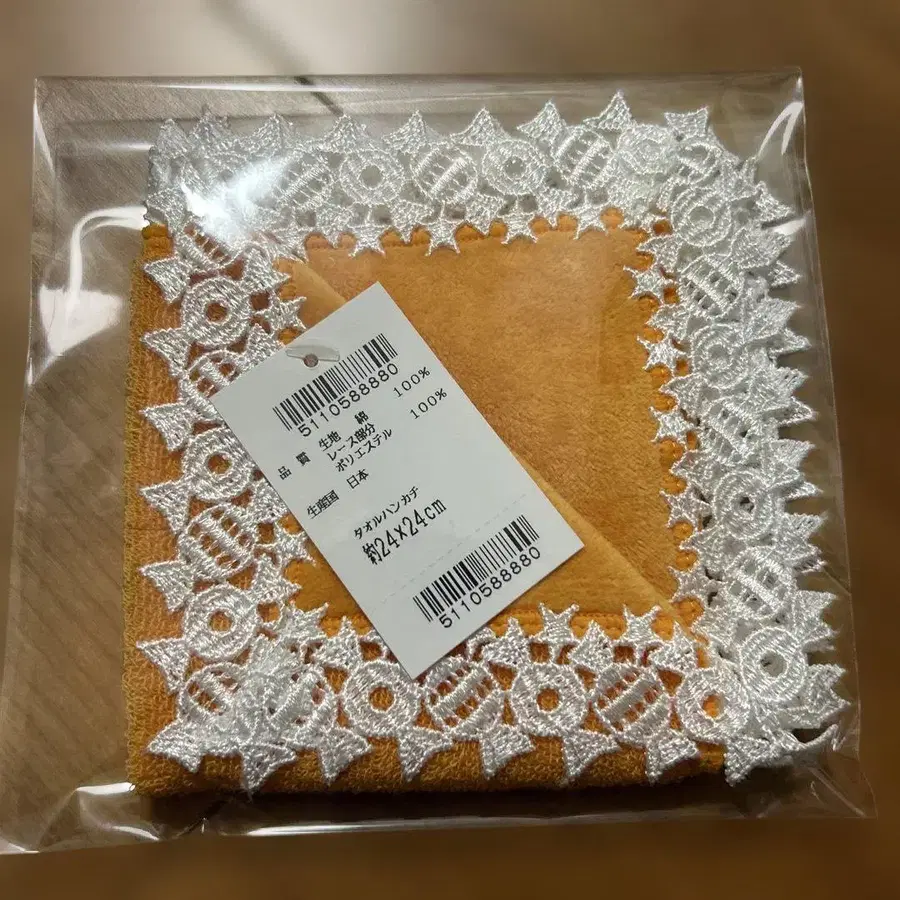 5110588880
品質 生地 綿 100%
レース部分
ポリエステル 100%
生産国 日本
タオルハンカチ
約24×24cm
5110588880